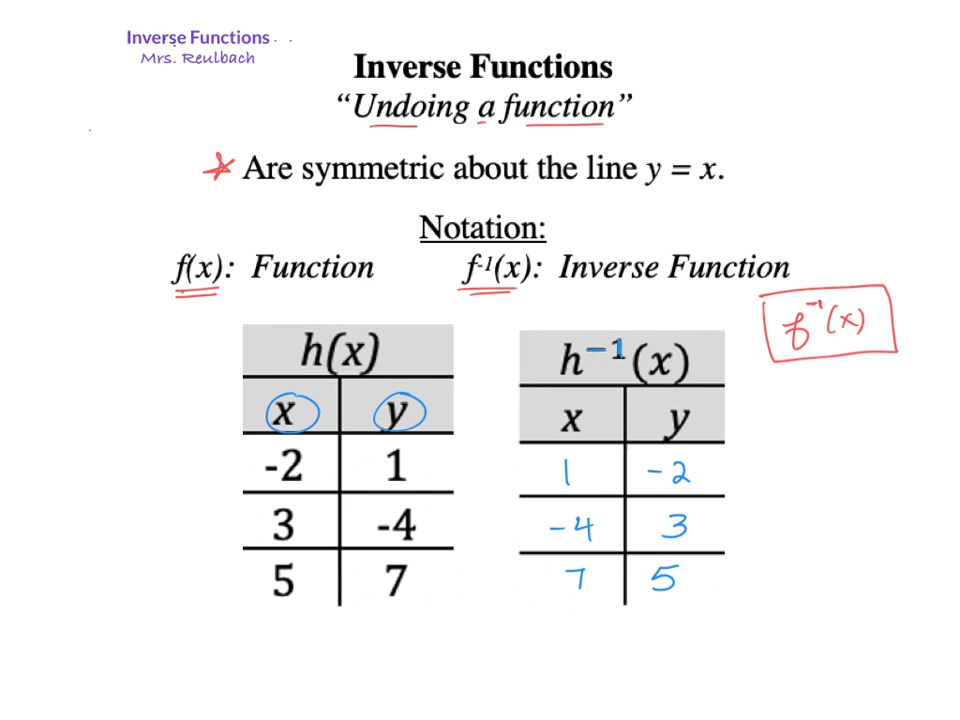 Inverse Functions
Mrs. Reulbach
Inverse Functions
“Undoing a function”
Are symmetric about the line y = x.
Notation:
f(x): Function f⁻¹(x): Inverse Function
f⁻¹(x)
h(x) h⁻¹(x)
x y x y
-2 1 1 -2
3 -4 -4 3
5 7 7 5